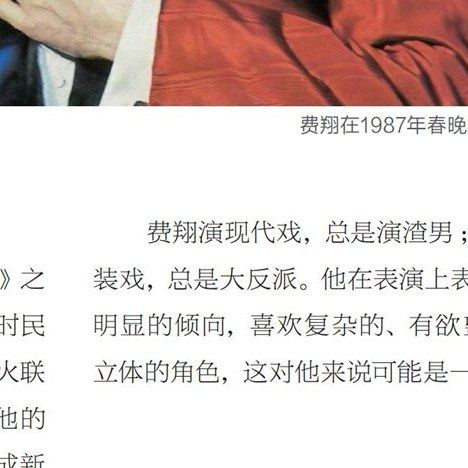 费翔在1987年春晚
》之
时民
火联
他的
成新
费翔演现代戏，总是演渣男；
装戏，总是大反派。他在表演上表
明显的倾向，喜欢复杂的、有欲
立体的角色，这对他来说可能是一